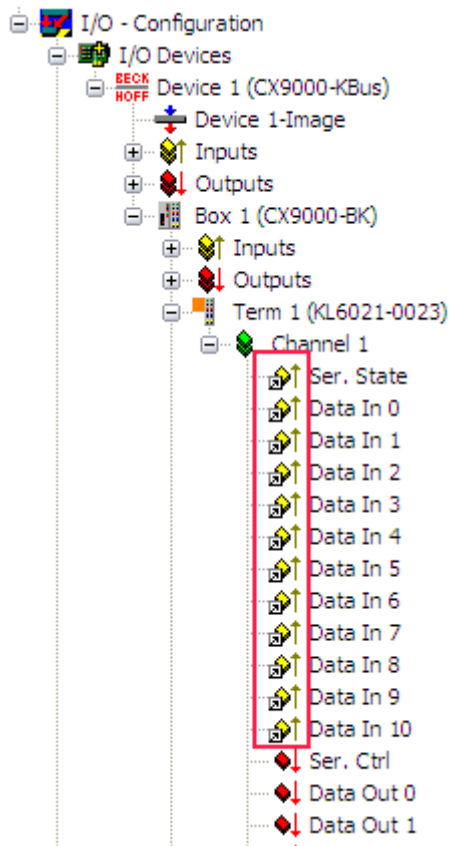 I/O - Configuration
I/O Devices
BECK
HOFF Device 1 (CX9000-KBus)
Device 1-Image
Inputs
Outputs
Box 1 (CX9000-BK)
Inputs
Outputs
Term 1 (KL6021-0023)
Channel 1
Ser. State
Data In 0
Data In 1
Data In 2
Data In 3
Data In 4
Data In 5
Data In 6
Data In 7
Data In 8
Data In 9
Data In 10
Ser. Ctrl
Data Out 0
Data Out 1